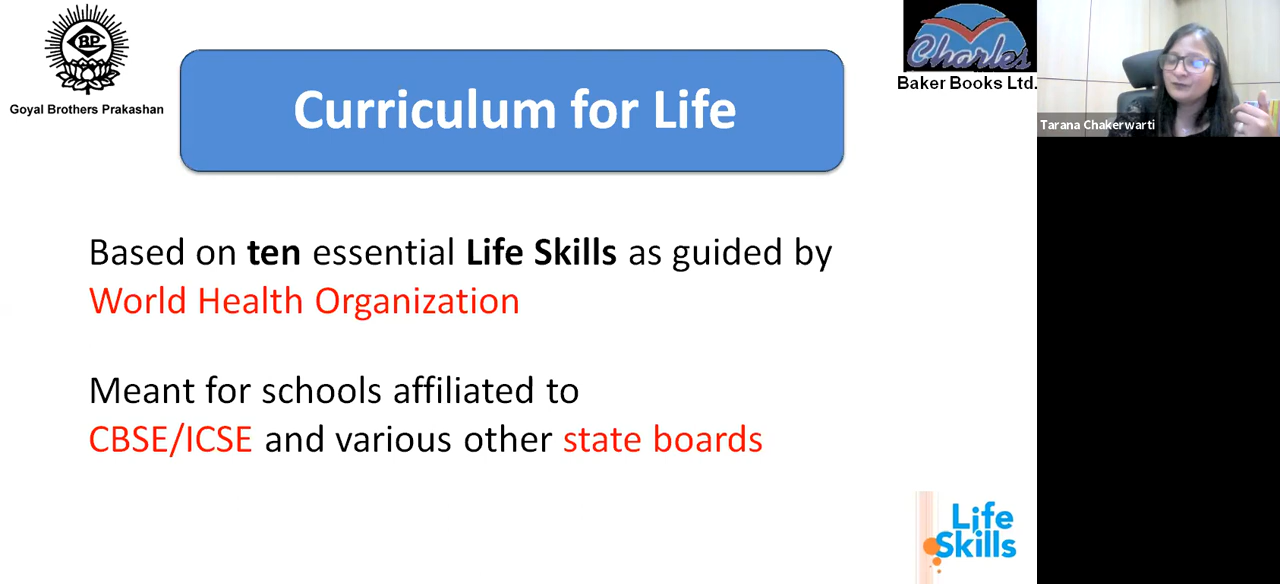 GBP
Goyal Brothers Prakashan
Curriculum for Life
Charles
Baker Books Ltd.
Tarana Chakerwarti
Based on ten essential Life Skills as guided by
World Health Organization
Meant for schools affiliated to
CBSE/ICSE and various other state boards
Life
Skills